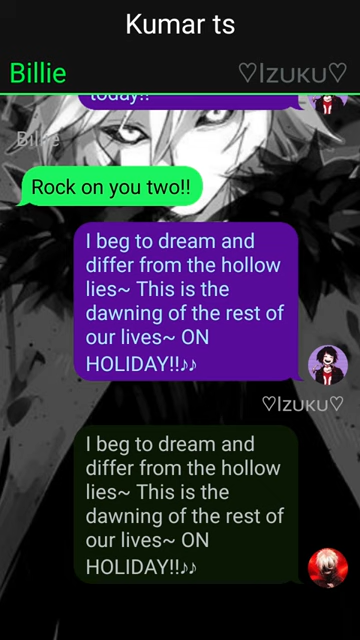 Kumar ts
Billie
♡Izuku♡
today!!
Billie
Rock on you two!!
I beg to dream and
differ from the hollow
lies~ This is the
dawning of the rest of
our lives~ ON
HOLIDAY!!♪♪
♡Izuku♡
I beg to dream and
differ from the hollow
lies~ This is the
dawning of the rest of
our lives~ ON
HOLIDAY!!♪♪